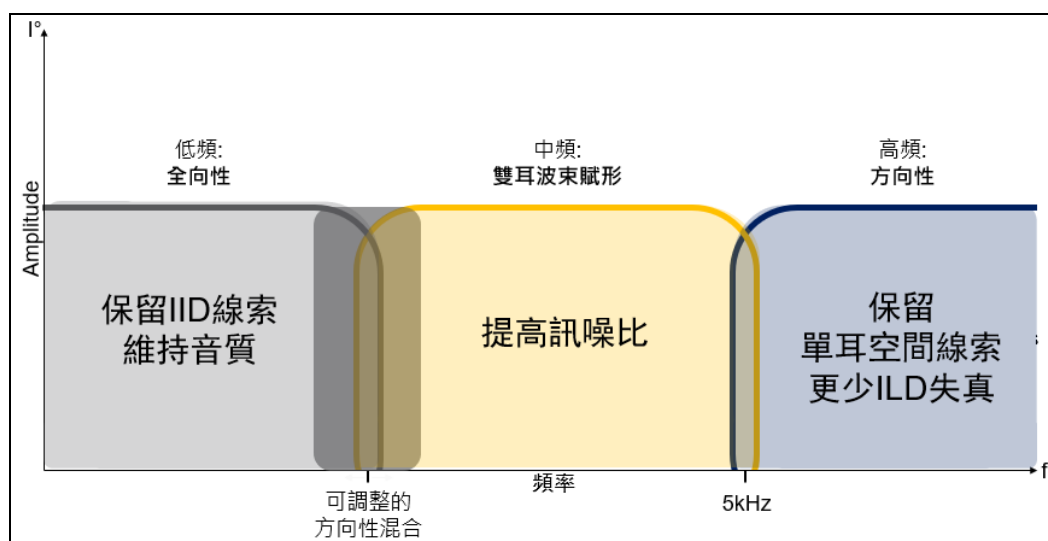 I°
低頻:
全向性
中頻:
雙耳波束賦形
高頻:
方向性
Amplitude
保留IID線索
維持音質
提高訊噪比
保留
單耳空間線索
更少ILD失真
s
f
頻率
可調整的
方向性混合
5kHz